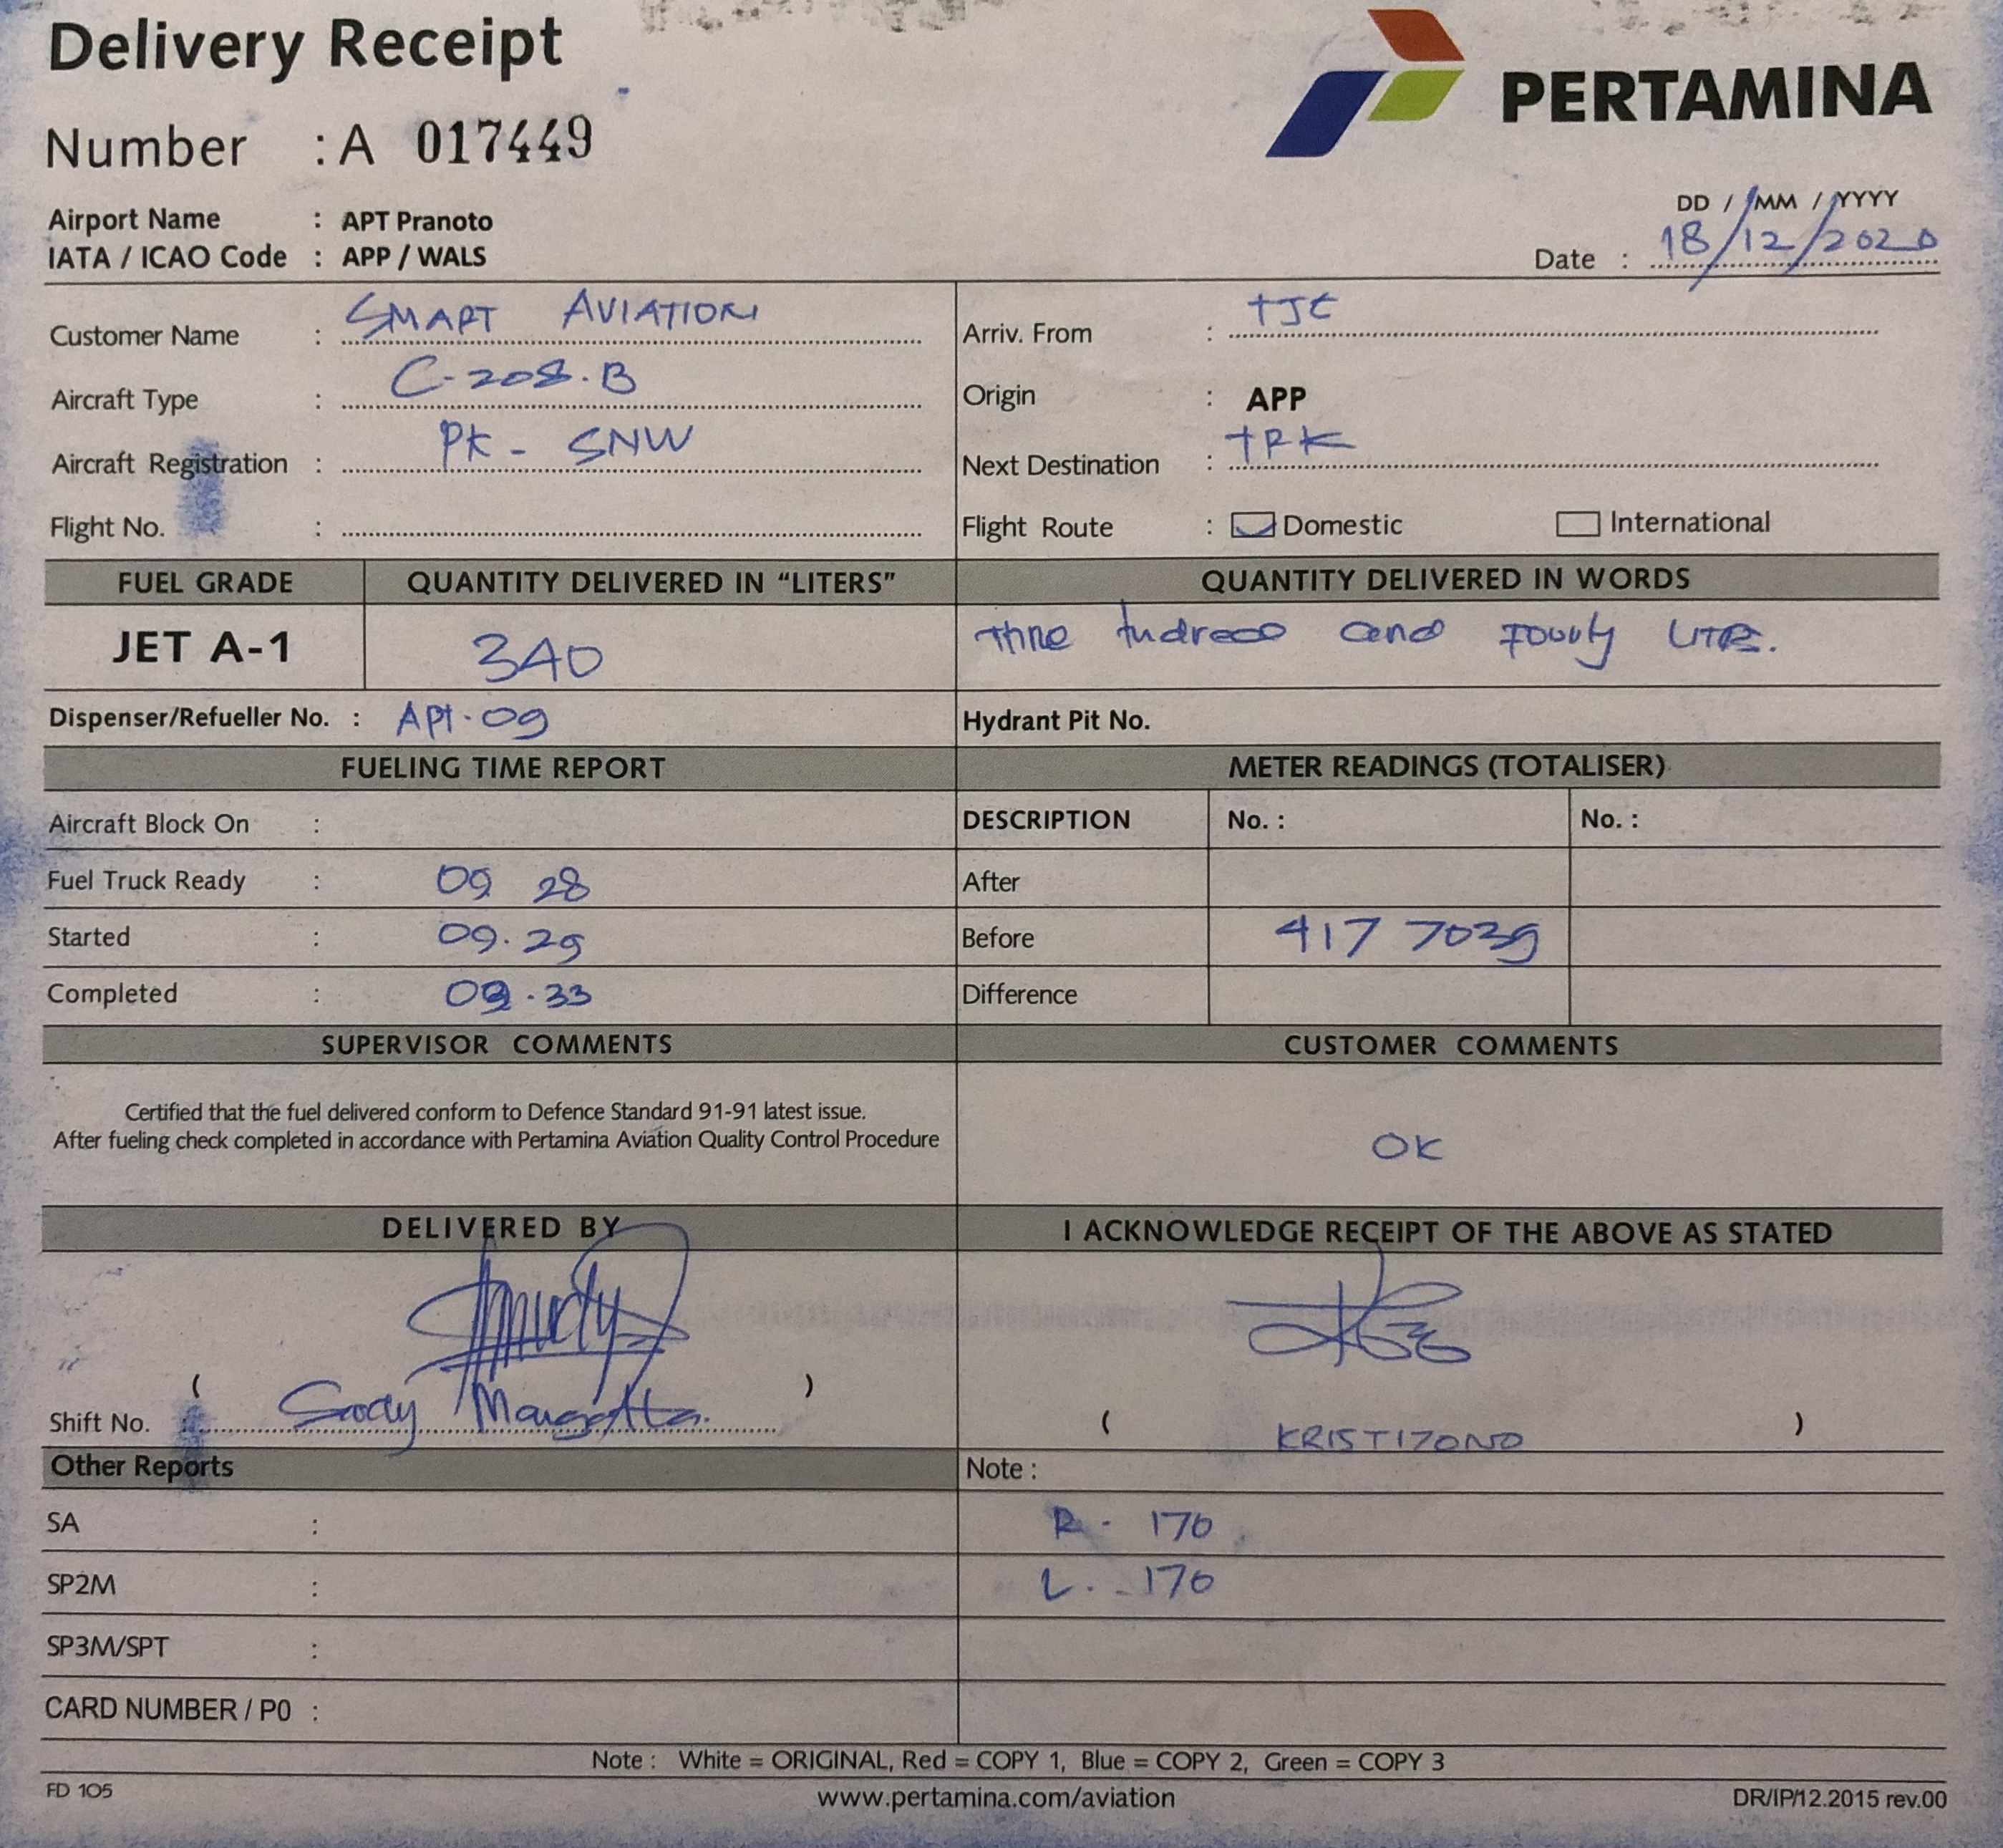 Delivery Receipt
PERTAMINA
Number : A 017449
Airport Name : APT Pranoto
IATA / ICAO Code : APP / WALS
DD / MM / YYYY
Date : 18/12/2020
Customer Name : SMART AVIATION
Arriv. From : TJE
Aircraft Type : C-208.B
Origin : APP
Aircraft Registration : PK - SNW
Next Destination : TRK
Flight No. :
Flight Route : Domestic International
FUEL GRADE QUANTITY DELIVERED IN “LITERS” QUANTITY DELIVERED IN WORDS
JET A-1 340 Three hundred and Fourty LITR.
Dispenser/Refueller No. : APt.09 Hydrant Pit No.
FUELING TIME REPORT METER READINGS (TOTALISER)
Aircraft Block On : DESCRIPTION No. : No. :
Fuel Truck Ready : 09 28 After
Started : 09.29 Before 417 7039
Completed : 09.33 Difference
SUPERVISOR COMMENTS CUSTOMER COMMENTS
Certified that the fuel delivered conform to Defence Standard 91-91 latest issue.
After fueling check completed in accordance with Pertamina Aviation Quality Control Procedure
OK
DELIVERED BY I ACKNOWLEDGE RECEIPT OF THE ABOVE AS STATED
( )
Shift No.
( KRISTIZONO )
Other Reports Note :
SA : R - 170
SP2M : L - 170
SP3M/SPT :
CARD NUMBER / P0 :
Note : White = ORIGINAL, Red = COPY 1, Blue = COPY 2, Green = COPY 3
FD 105 www.pertamina.com/aviation DR/IP/12.2015 rev.00